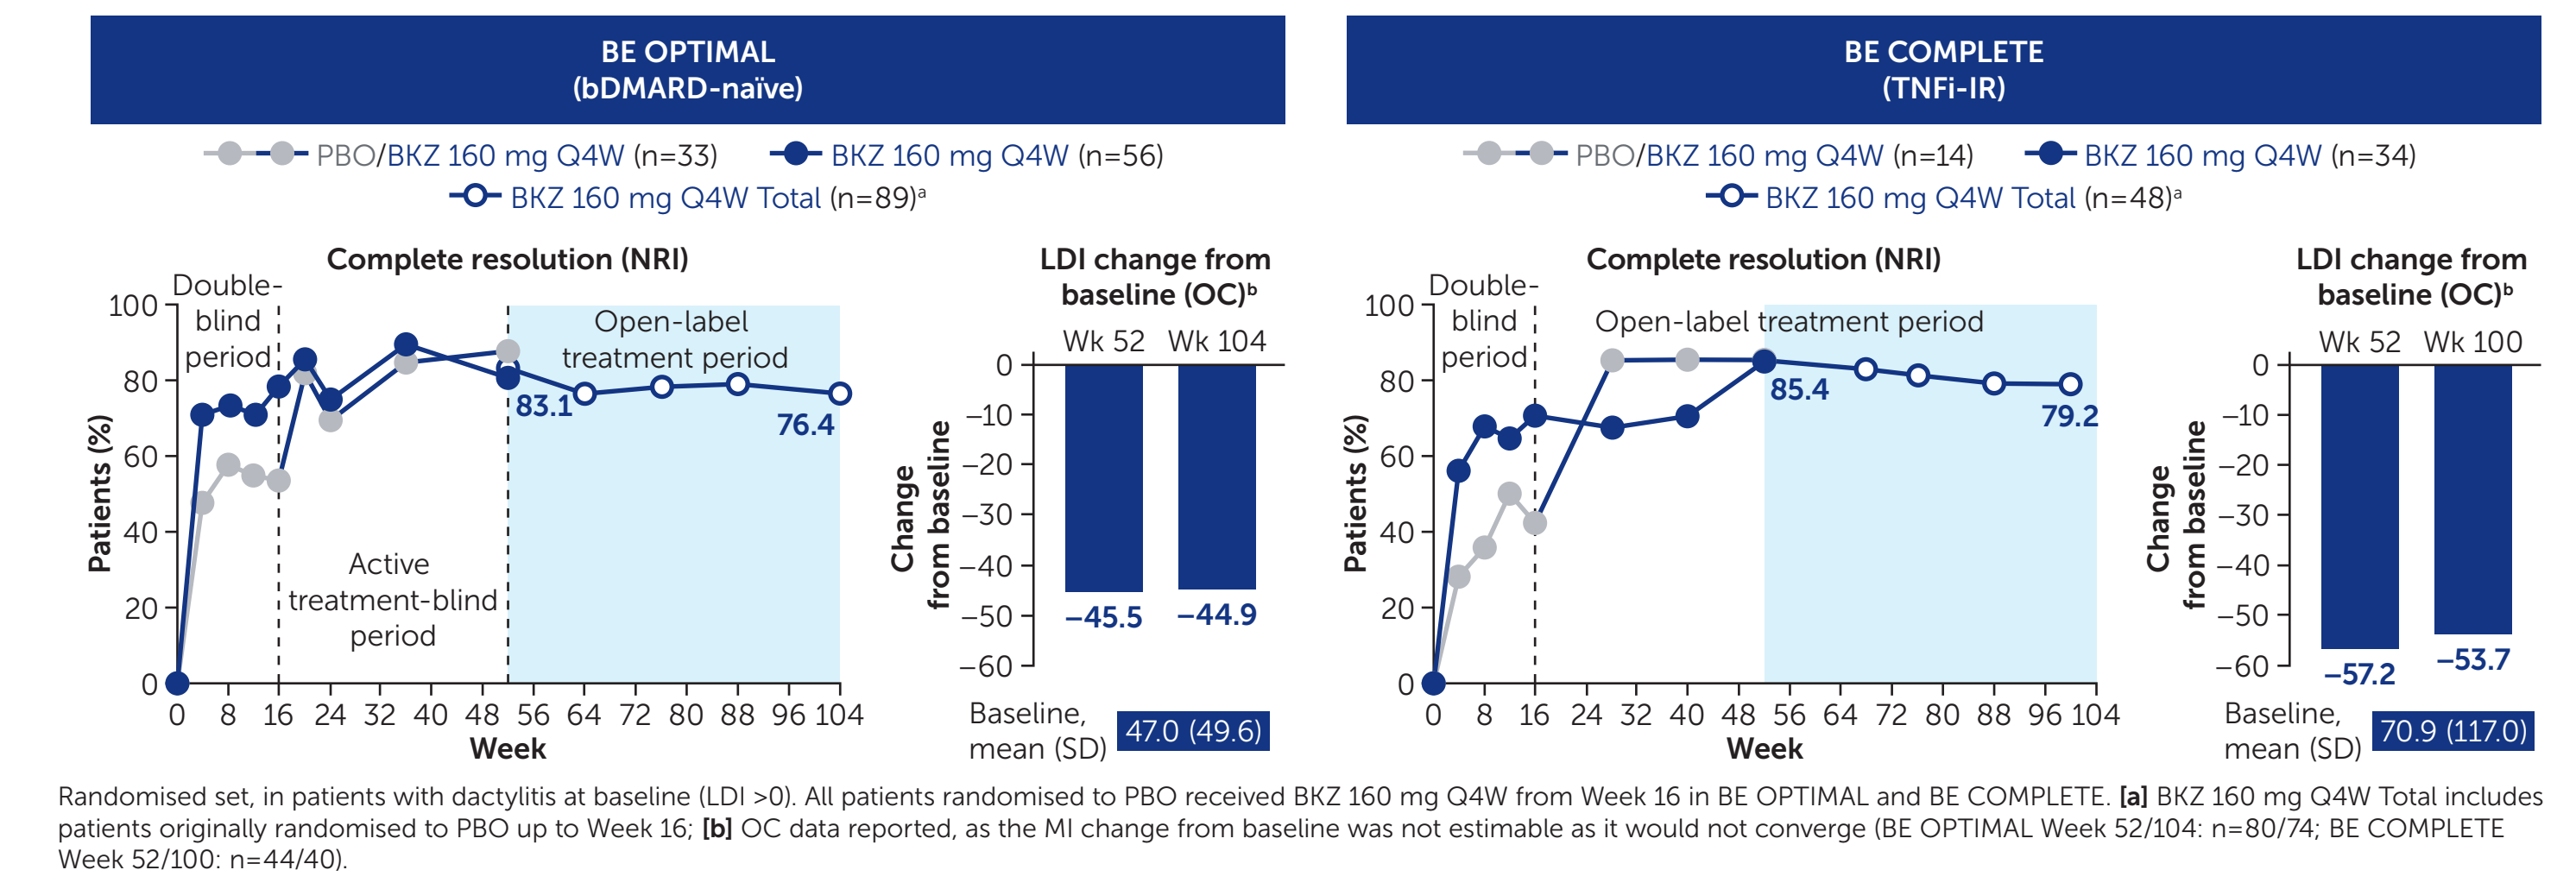 BE OPTIMAL
(bDMARD-naïve)
PBO/BKZ 160 mg Q4W (n=33)
BKZ 160 mg Q4W (n=56)
BKZ 160 mg Q4W Total (n=89)ᵃ
Complete resolution (NRI)
Double-
blind
period
Open-label
treatment period
Active
treatment-blind
period
Patients (%)
100
80
60
40
20
0
83.1
76.4
0 8 16 24 32 40 48 56 64 72 80 88 96 104
Week
LDI change from
baseline (OC)ᵇ
Wk 52 Wk 104
Change
from baseline
0
−10
−20
−30
−40
−50
−60
−45.5 −44.9
Baseline,
mean (SD)
47.0 (49.6)
BE COMPLETE
(TNFi-IR)
PBO/BKZ 160 mg Q4W (n=14)
BKZ 160 mg Q4W (n=34)
BKZ 160 mg Q4W Total (n=48)ᵃ
Complete resolution (NRI)
Double-
blind
period
Open-label treatment period
Patients (%)
100
80
60
40
20
0
85.4
79.2
0 8 16 24 32 40 48 56 64 72 80 88 96 104
Week
LDI change from
baseline (OC)ᵇ
Wk 52 Wk 100
Change
from baseline
0
−10
−20
−30
−40
−50
−60
−57.2 −53.7
Baseline,
mean (SD)
70.9 (117.0)
Randomised set, in patients with dactylitis at baseline (LDI >0). All patients randomised to PBO received BKZ 160 mg Q4W from Week 16 in BE OPTIMAL and BE COMPLETE. [a] BKZ 160 mg Q4W Total includes
patients originally randomised to PBO up to Week 16; [b] OC data reported, as the MI change from baseline was not estimable as it would not converge (BE OPTIMAL Week 52/104: n=80/74; BE COMPLETE
Week 52/100: n=44/40).